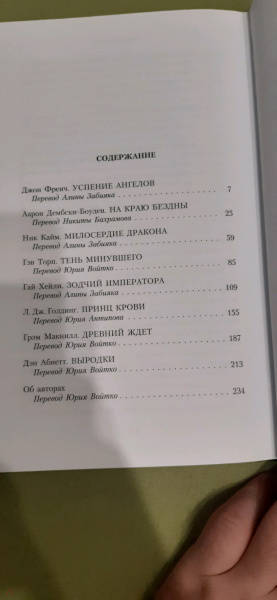 СОДЕРЖАНИЕ
Джон Френч. УСПЕНИЕ АНГЕЛОВ
Перевод Алины Забияка 7
Аарон Дембски-Боуден. НА КРАЮ БЕЗДНЫ
Перевод Никиты Бахрамова 25
Ник Кайм. МИЛОСЕРДИЕ ДРАКОНА
Перевод Алины Забияка 59
Гэв Торп. ТЕНЬ МИНУВШЕГО
Перевод Юрия Войтко 85
Гай Хейли. ЗОДЧИЙ ИМПЕРАТОРА
Перевод Алины Забияка 109
Л. Дж. Голдинг. ПРИНЦ КРОВИ
Перевод Юрия Антипова 155
Грэм Макнилл. ДРЕВНИЙ ЖДЕТ
Перевод Юрия Войтко 187
Дэн Абнетт. ВЫРОДКИ
Перевод Юрия Войтко 213
Об авторах
Перевод Юрия Войтко 234